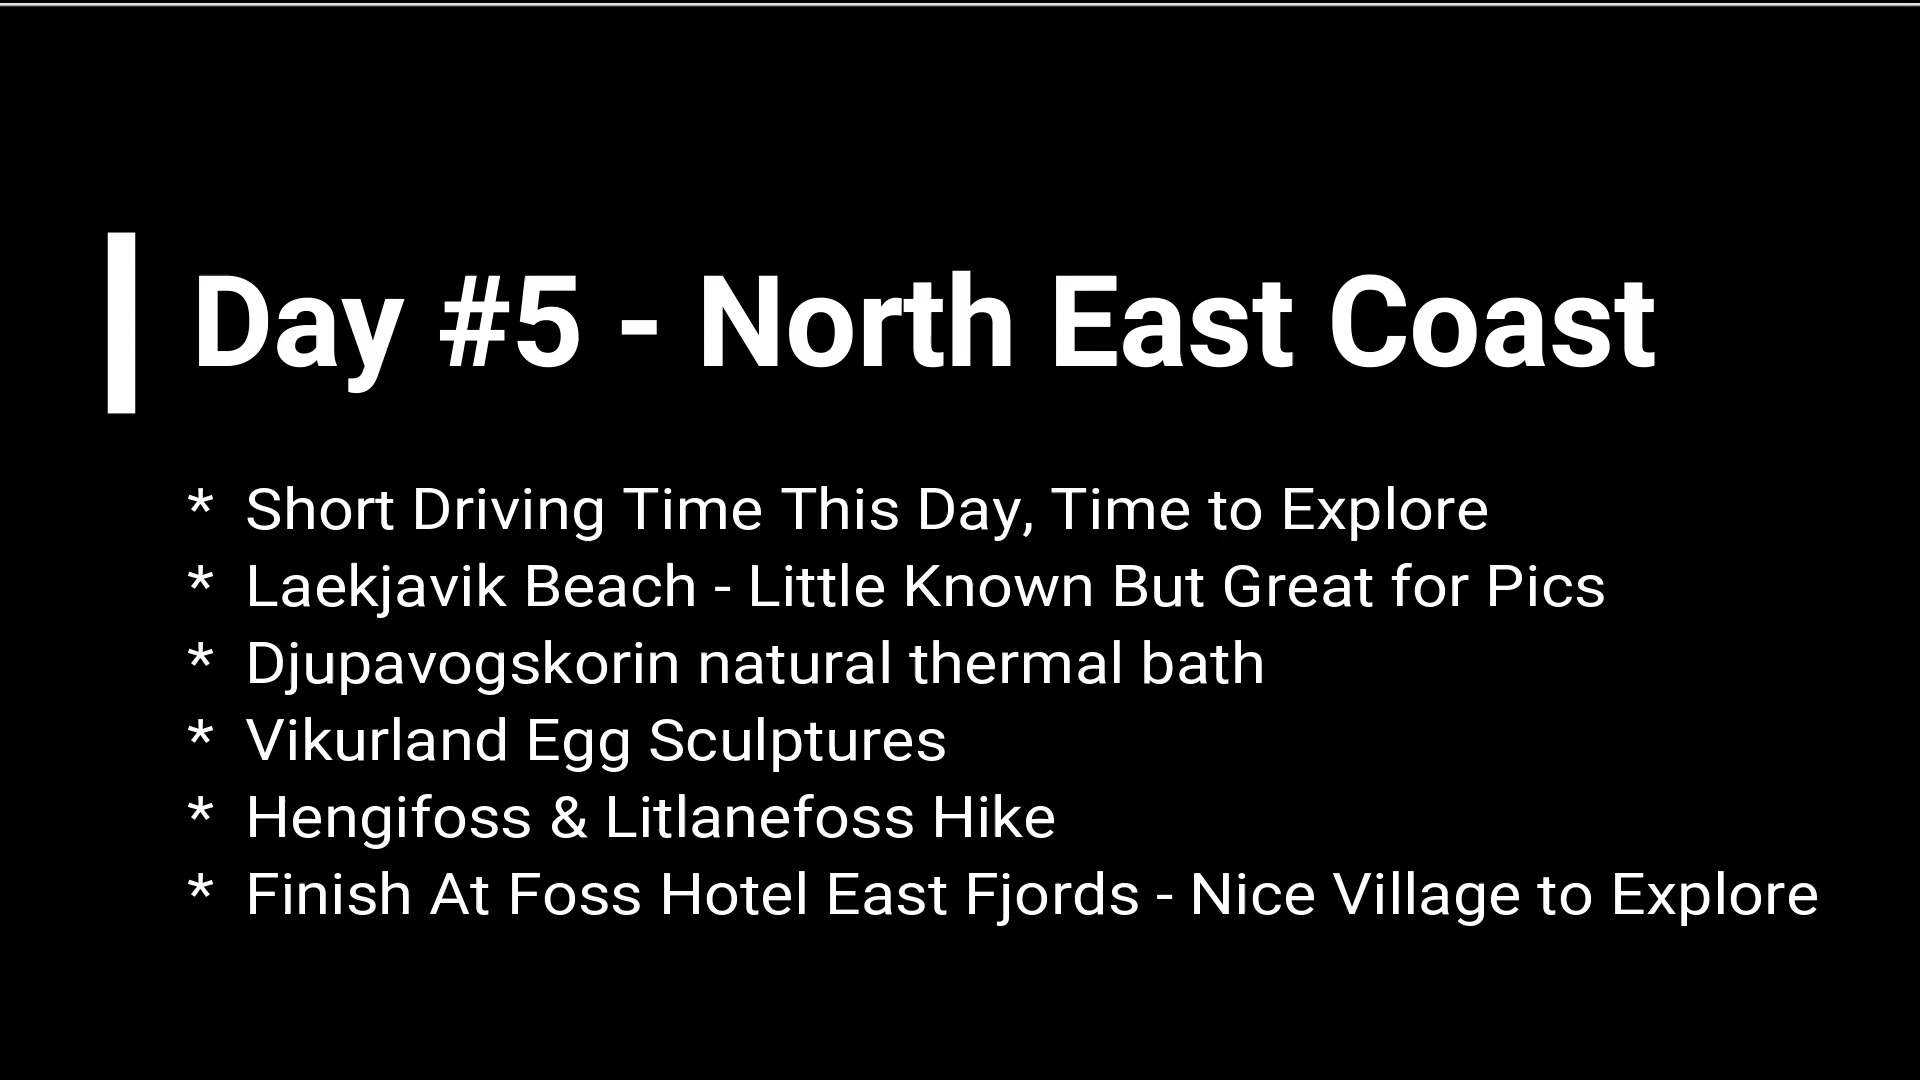 Day #5 - North East Coast
* Short Driving Time This Day, Time to Explore
* Laekjavik Beach - Little Known But Great for Pics
* Djupavogskorin natural thermal bath
* Vikurland Egg Sculptures
* Hengifoss & Litlanefoss Hike
* Finish At Foss Hotel East Fjords - Nice Village to Explore